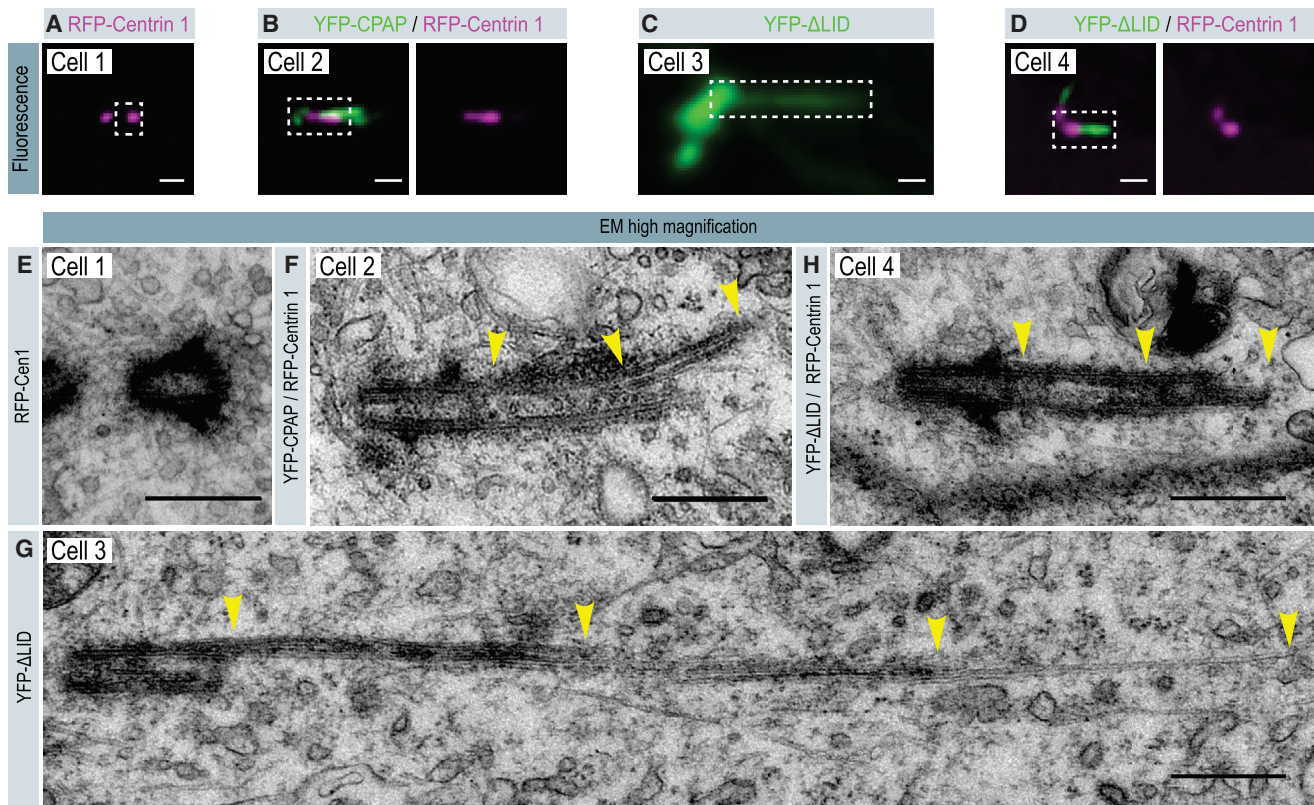 A RFP-Centrin 1
B YFP-CPAP / RFP-Centrin 1
C YFP-ΔLID
D YFP-ΔLID / RFP-Centrin 1
Fluorescence
Cell 1
Cell 2
Cell 3
Cell 4
EM high magnification
E Cell 1
RFP-Cen1
F Cell 2
YFP-CPAP / RFP-Centrin 1
H Cell 4
YFP-ΔLID / RFP-Centrin 1
G Cell 3
YFP-ΔLID